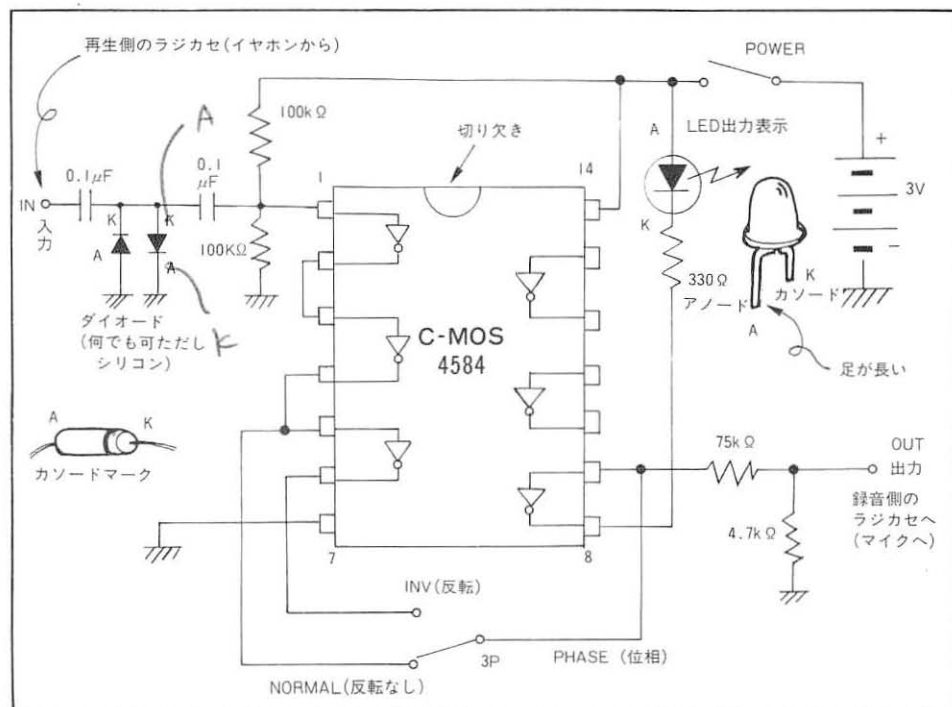 再生側のラジカセ(イヤホンから)
POWER
100kΩ
A
切り欠き
A
LED出力表示
0.1μF
0.1
μF
1
14
+
3V
IN
入力
K
K
A
A
100KΩ
K
330Ω
アノード
カソード
K
A
−
ダイオード
(何でも可ただし
シリコン)
K
C-MOS
4584
足が長い
A
K
カソードマーク
75kΩ
OUT
出力
録音側の
ラジカセへ
(マイクへ)
4.7kΩ
7
8
INV(反転)
3P
PHASE (位相)
NORMAL(反転なし)